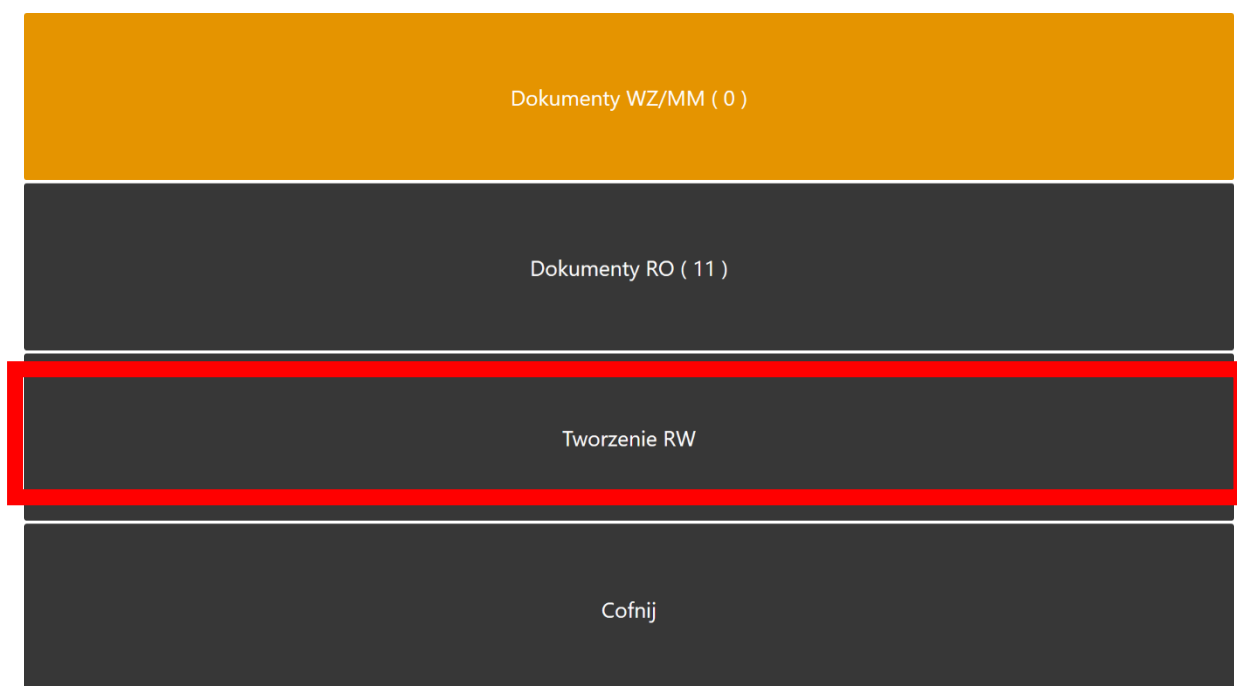 Dokumenty WZ/MM ( 0 )
Dokumenty RO ( 11 )
Tworzenie RW
Cofnij